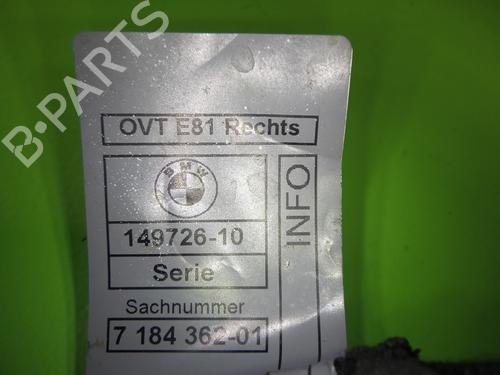 B-PARTS
OVT E81 Rechts
BMW
149726-10
Serie
Sachnummer
7 184 362-01
INFO